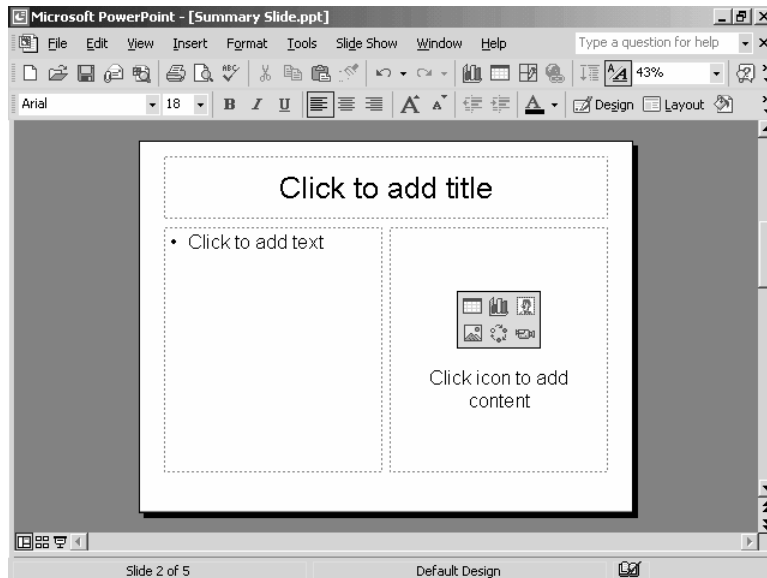 Microsoft PowerPoint - [Summary Slide.ppt]
File Edit View Insert Format Tools Slide Show Window Help Type a question for help
ABC A A 43%
Arial 18 B I U A A A Design Layout
Click to add title
• Click to add text
Click icon to add
content
Slide 2 of 5 Default Design